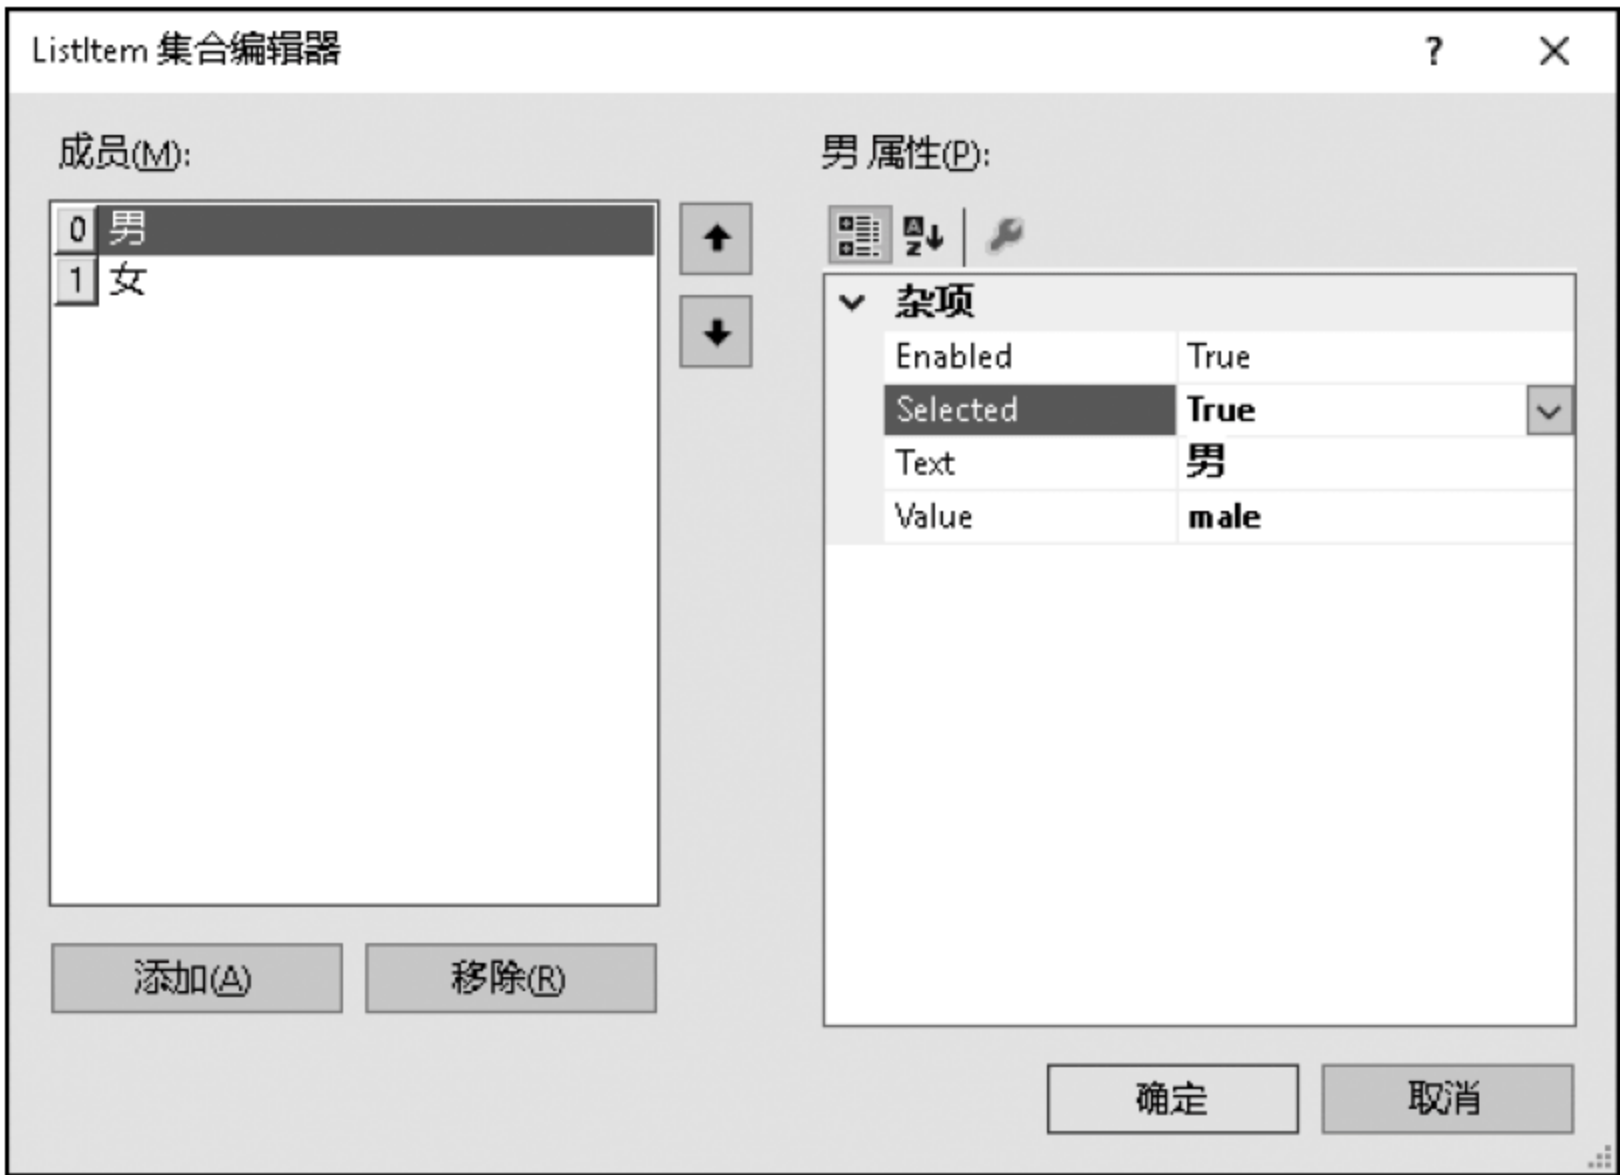 ListItem 集合编辑器 ?
成员(M):
0 男
1 女
添加(A) 移除(R)
男 属性(P):
杂项
Enabled True
Selected True
Text 男
Value male
确定 取消